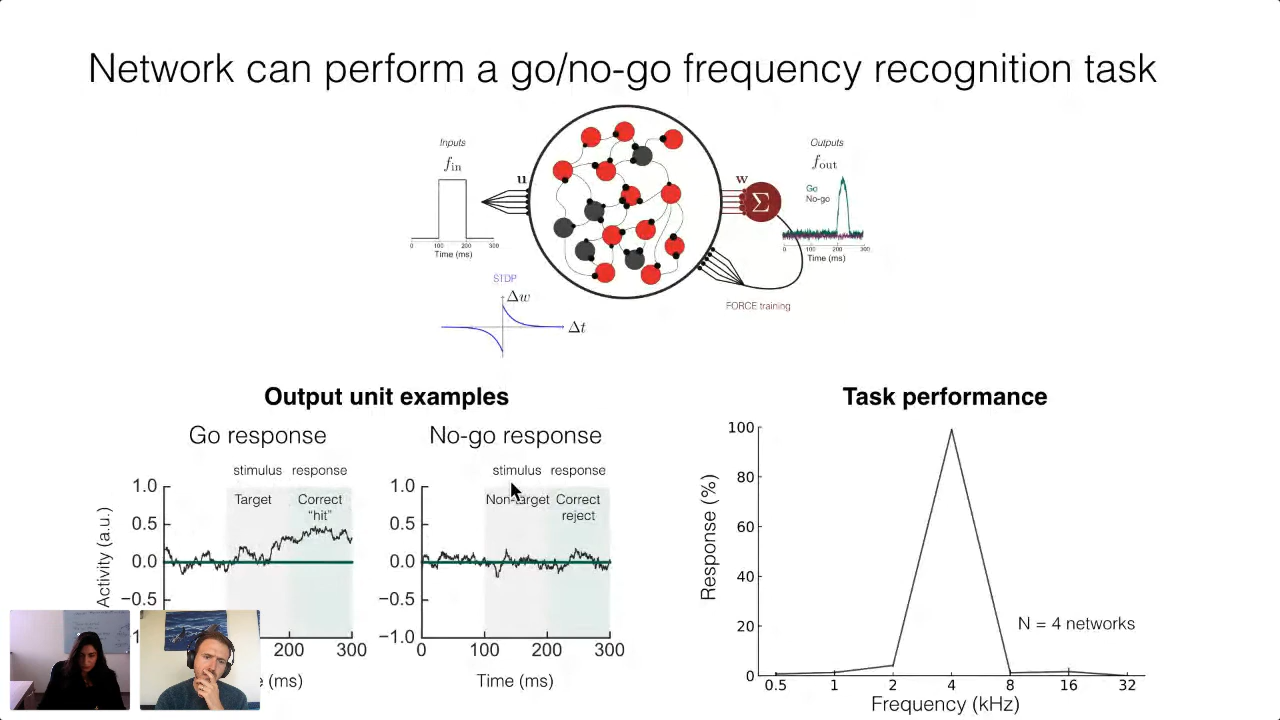 Network can perform a go/no-go frequency recognition task
Inputs
f_in
0 100 200 300
Time (ms)
u
w
Σ
Outputs
f_out
Go
No-go
0 100 200 300
Time (ms)
STDP
Δw
Δt
FORCE training
Output unit examples
Go response
stimulus response
Target Correct
"hit"
Activity (a.u.)
1.0
0.5
0.0
−0.5
200 300
(ms)
No-go response
stimulus response
Non-target Correct
reject
1.0
0.5
0.0
−0.5
−1.0
0 100 200 300
Time (ms)
Task performance
Response (%)
100
80
60
40
20
0
N = 4 networks
0.5 1 2 4 8 16 32
Frequency (kHz)